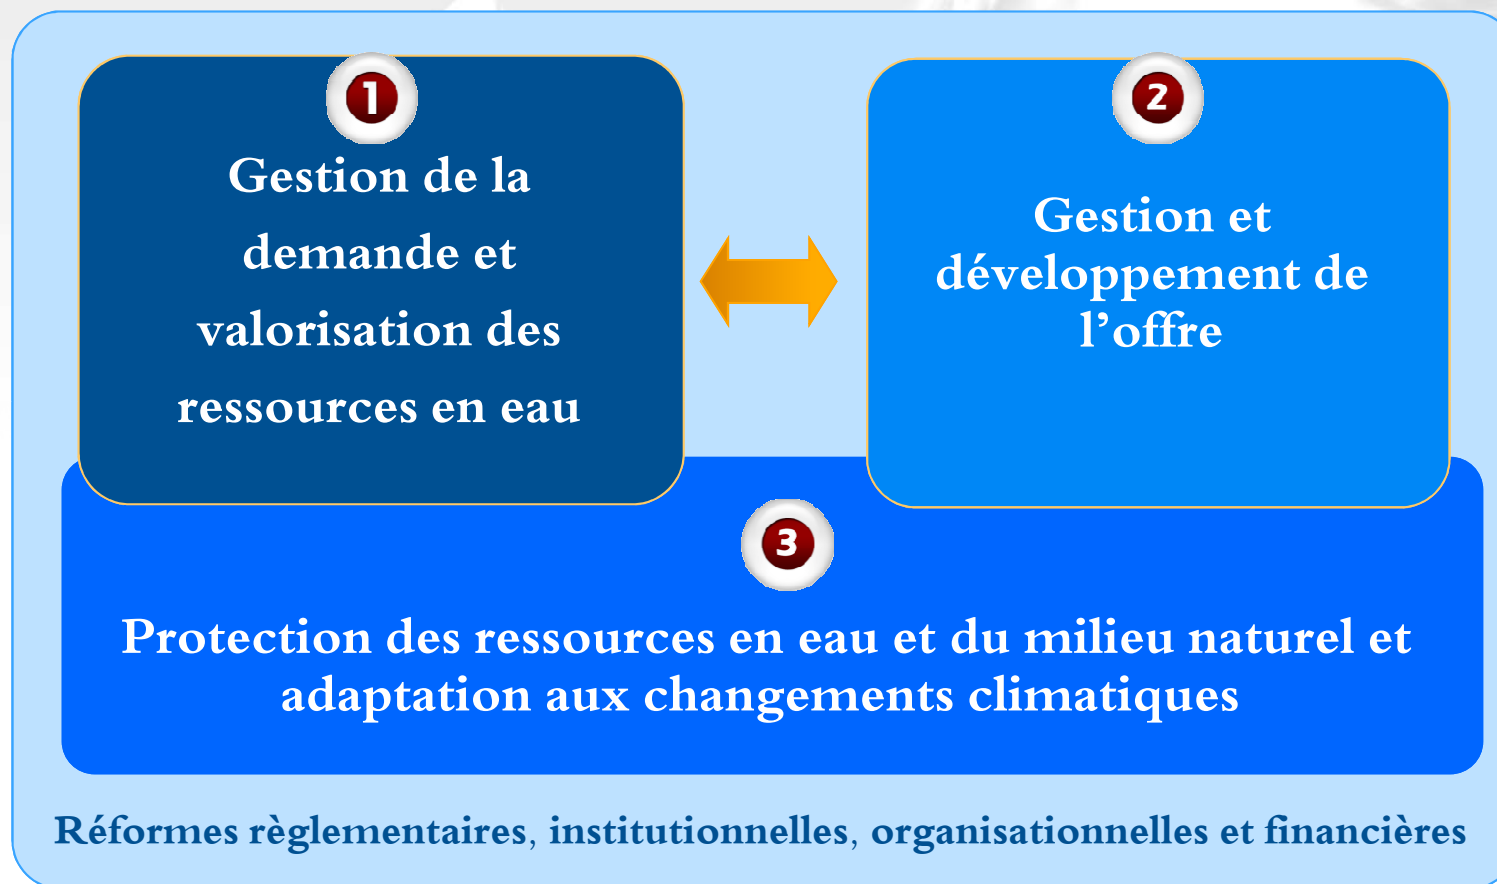 1
Gestion de la
demande et
valorisation des
ressources en eau
2
Gestion et
développement de
l’offre
3
Protection des ressources en eau et du milieu naturel et
adaptation aux changements climatiques
Réformes règlementaires, institutionnelles, organisationnelles et financières